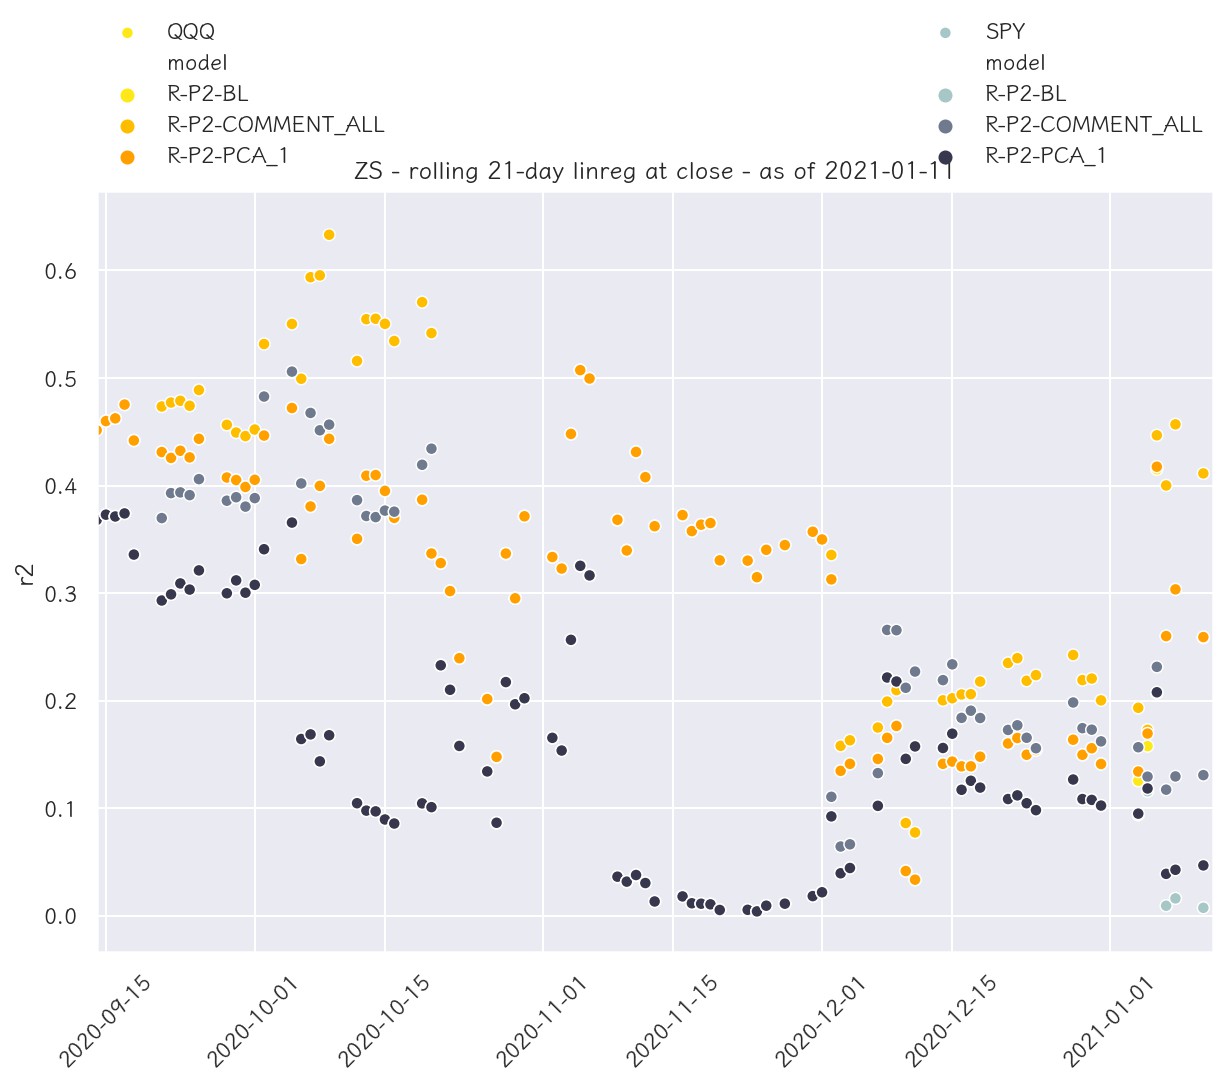 QQQ
model
R-P2-BL
R-P2-COMMENT_ALL
R-P2-PCA_1
SPY
model
R-P2-BL
R-P2-COMMENT_ALL
R-P2-PCA_1
ZS - rolling 21-day linreg at close - as of 2021-01-11
r2
0.6
0.5
0.4
0.3
0.2
0.1
0.0
2020-09-15
2020-10-01
2020-10-15
2020-11-01
2020-11-15
2020-12-01
2020-12-15
2021-01-01